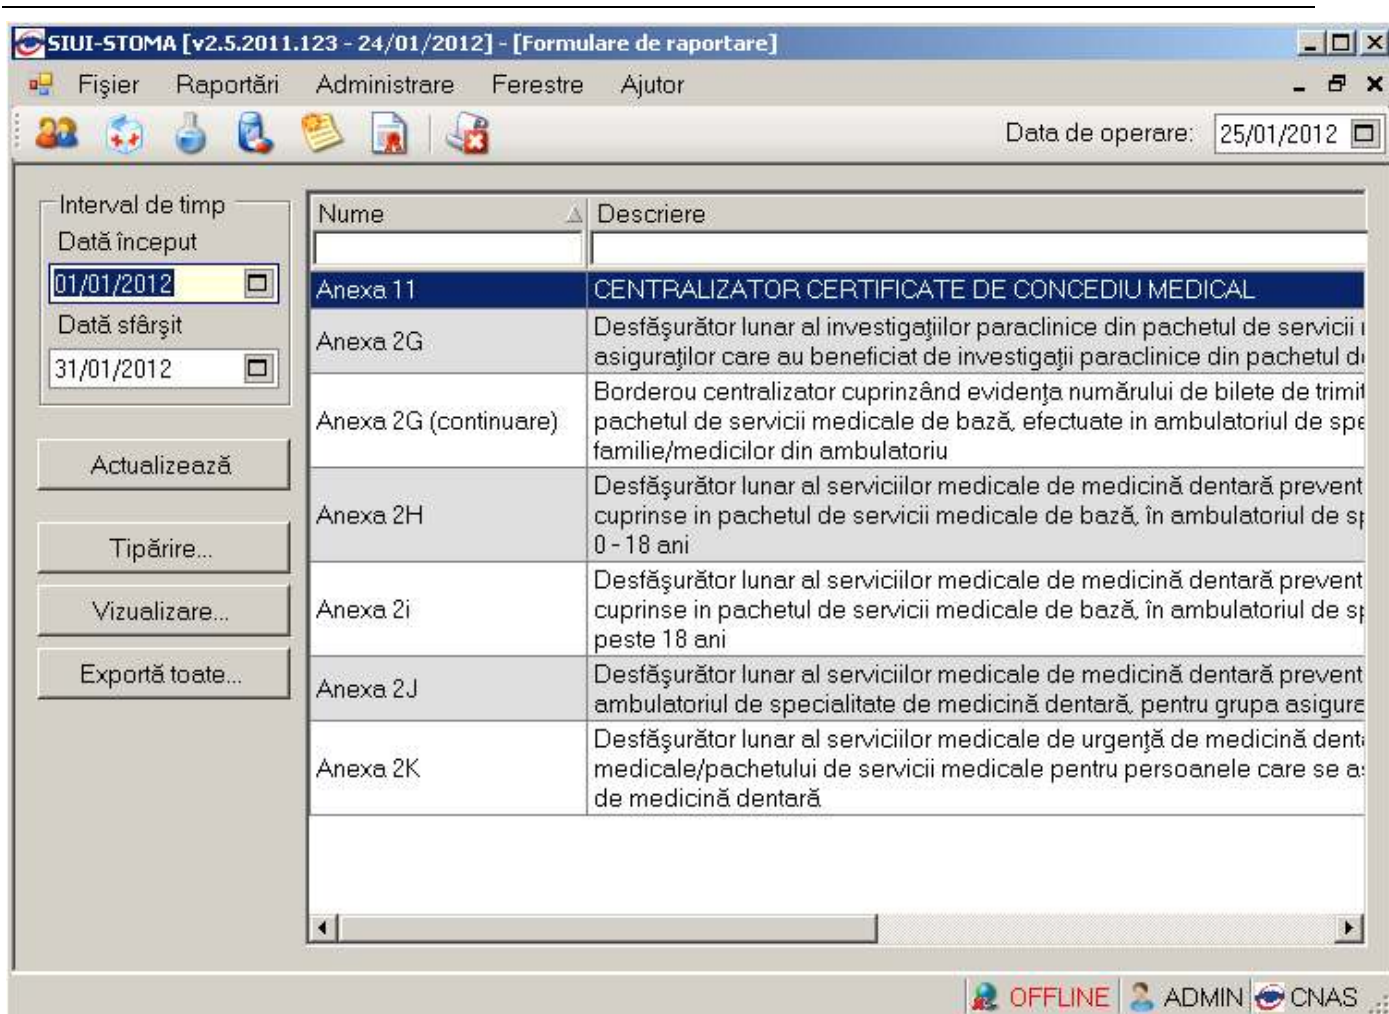 SIUI-STOMA [v2.5.2011.123 - 24/01/2012] - [Formulare de raportare]
Fişier Raportări Administrare Ferestre Ajutor
Data de operare: 25/01/2012
Interval de timp
Dată început
01/01/2012
Dată sfârşit
31/01/2012
Actualizează
Tipărire...
Vizualizare...
Exportă toate...
Nume Descriere
Anexa 11 CENTRALIZATOR CERTIFICATE DE CONCEDIU MEDICAL
Anexa 2G Desfăşurător lunar al investigaţiilor paraclinice din pachetul de servicii
asiguraţilor care au beneficiat de investigaţii paraclinice din pachetul
Anexa 2G (continuare) Borderou centralizator cuprinzând evidenţa numărului de bilete de trimit
pachetul de servicii medicale de bază, efectuate in ambulatoriul de spe
familie/medicilor din ambulatoriu
Anexa 2H Desfăşurător lunar al serviciilor medicale de medicină dentară prevent
cuprinse in pachetul de servicii medicale de bază, în ambulatoriul de sp
0 - 18 ani
Anexa 2i Desfăşurător lunar al serviciilor medicale de medicină dentară prevent
cuprinse in pachetul de servicii medicale de bază, în ambulatoriul de sp
peste 18 ani
Anexa 2J Desfăşurător lunar al serviciilor medicale de medicină dentară prevent
ambulatoriul de specialitate de medicină dentară, pentru grupa asigura
Anexa 2K Desfăşurător lunar al serviciilor medicale de urgenţă de medicină denta
medicale/pachetului de servicii medicale pentru persoanele care se as
de medicină dentară
OFFLINE ADMIN CNAS